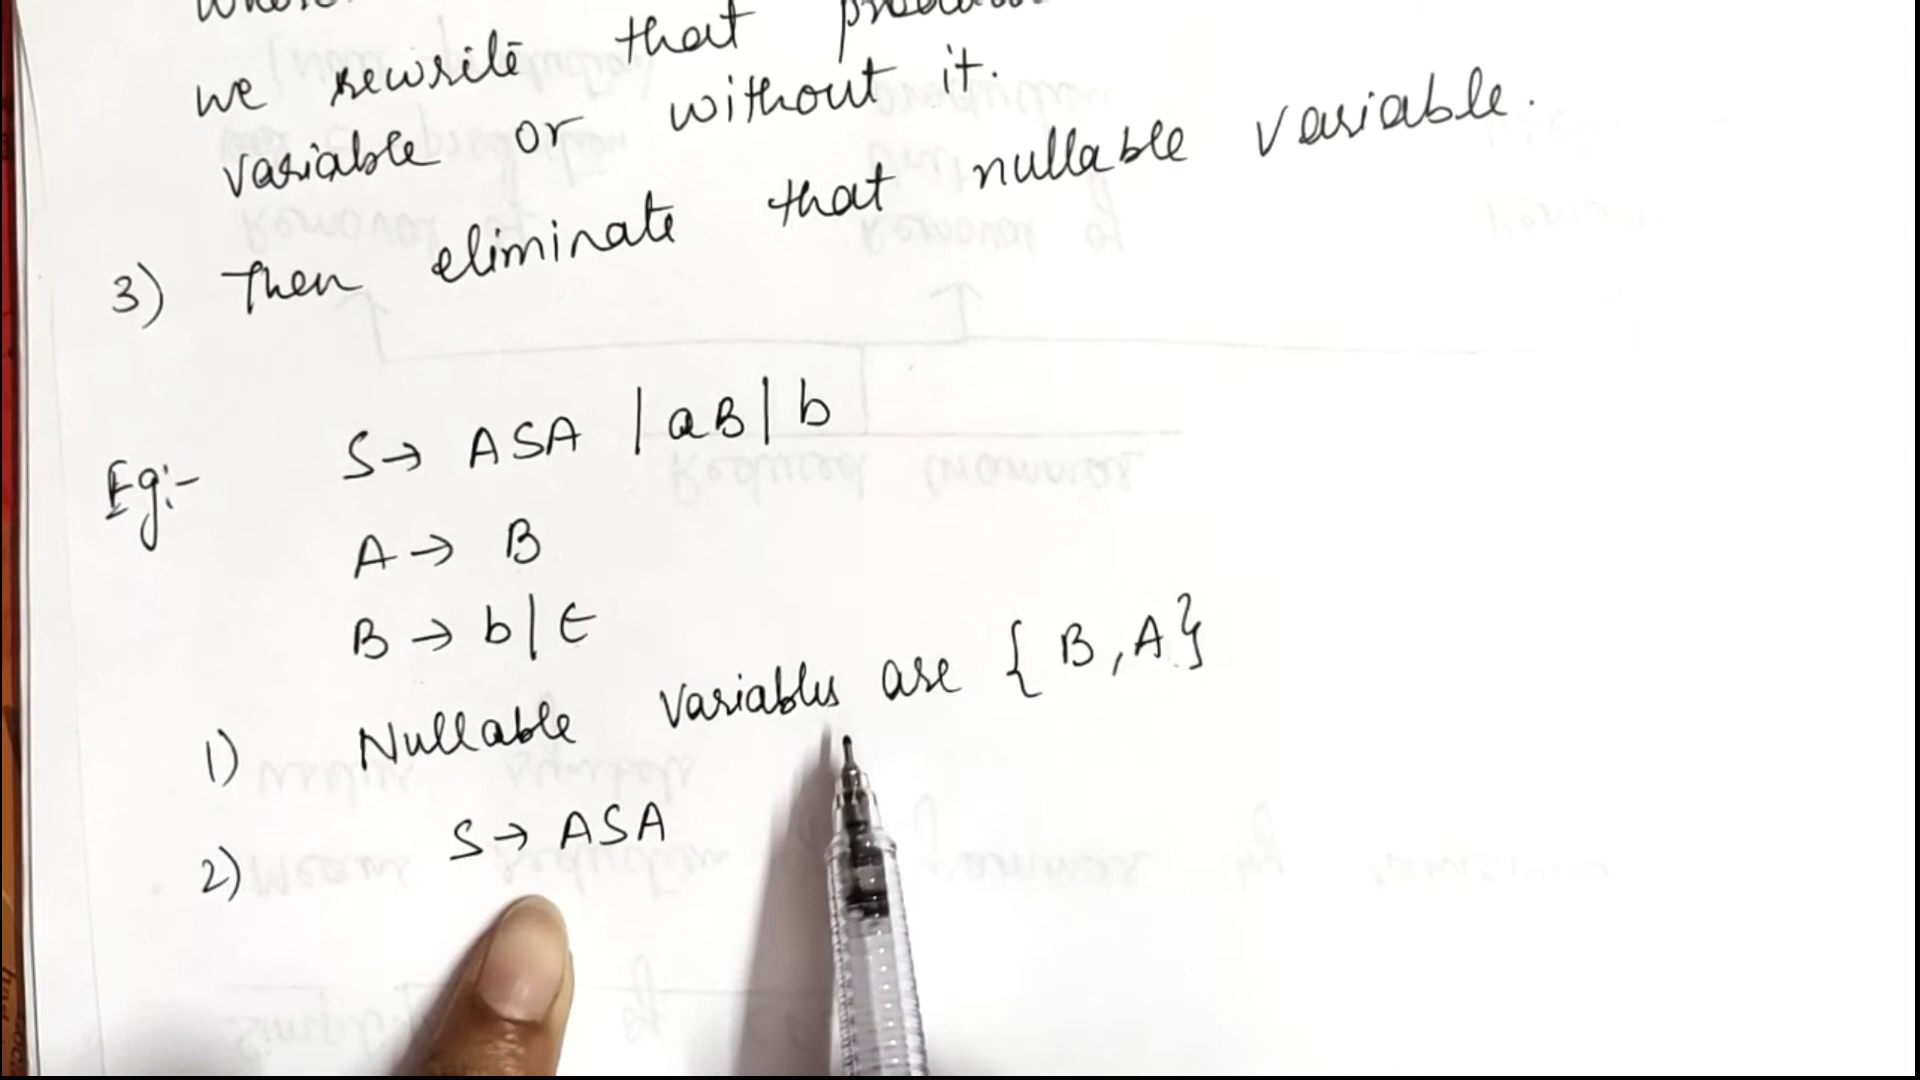 we rewrite that
variable or without it.
3) Then eliminate that nullable variable.
Eg:- S→ ASA | aB | b
A → B
B → b | ϵ
1) Nullable variables are { B, A }
2) S → ASA